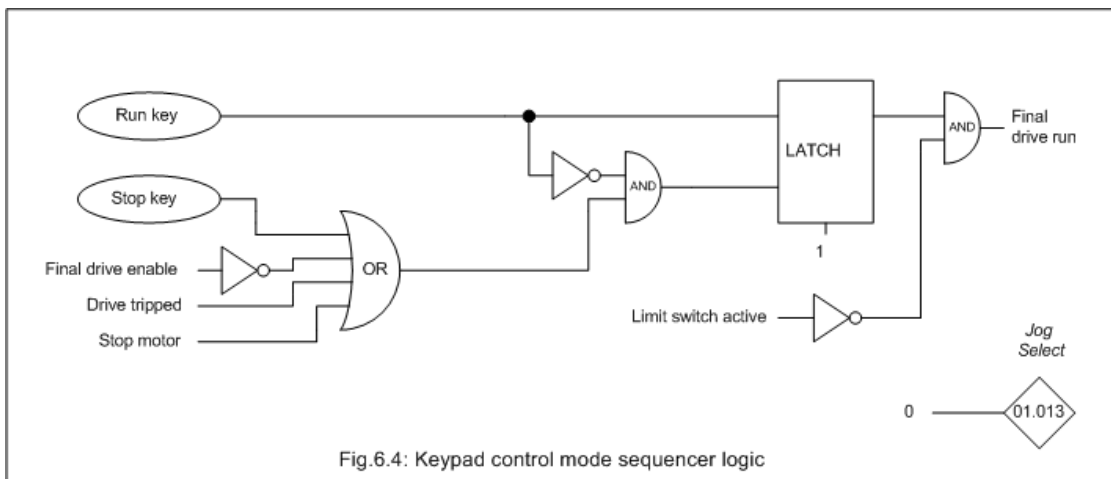 Run key
Stop key
Final drive enable
Drive tripped
Stop motor
OR
AND
LATCH
1
AND
Final
drive run
Limit switch active
Jog
Select
0
01.013
Fig.6.4: Keypad control mode sequencer logic